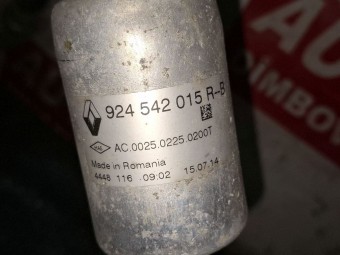 924 542 015 R-B
AC.0025.0225.0200T
Made in Romania
4448 116 09:02 15.07.14